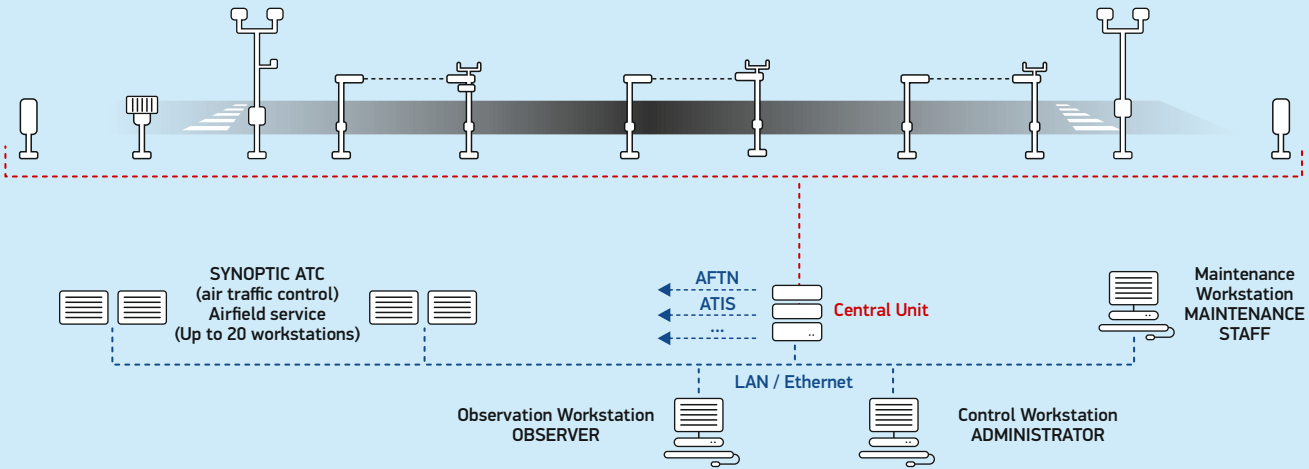 SYNOPTIC ATC
(air traffic control)
Airfield service
(Up to 20 workstations)
AFTN
ATIS
...
Central Unit
Maintenance
Workstation
MAINTENANCE
STAFF
LAN / Ethernet
Observation Workstation
OBSERVER
Control Workstation
ADMINISTRATOR